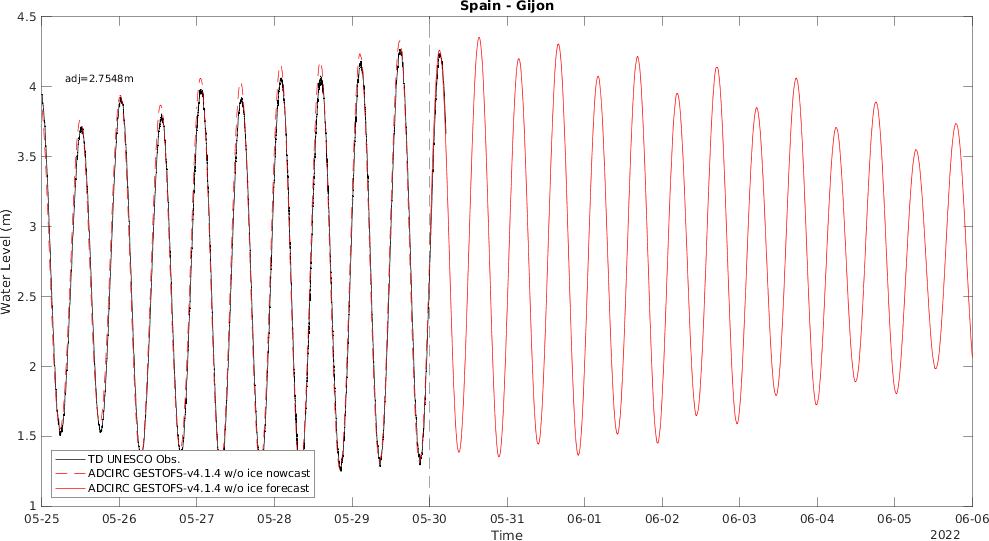 Spain - Gijon
4.5
adj=2.7548m
4
3.5
3
2.5
2
1.5
1
Water Level (m)
TD UNESCO Obs.
ADCIRC GESTOFS-v4.1.4 w/o ice nowcast
ADCIRC GESTOFS-v4.1.4 w/o ice forecast
05-25 05-26 05-27 05-28 05-29 05-30 05-31 06-01 06-02 06-03 06-04 06-05 06-06
Time
2022